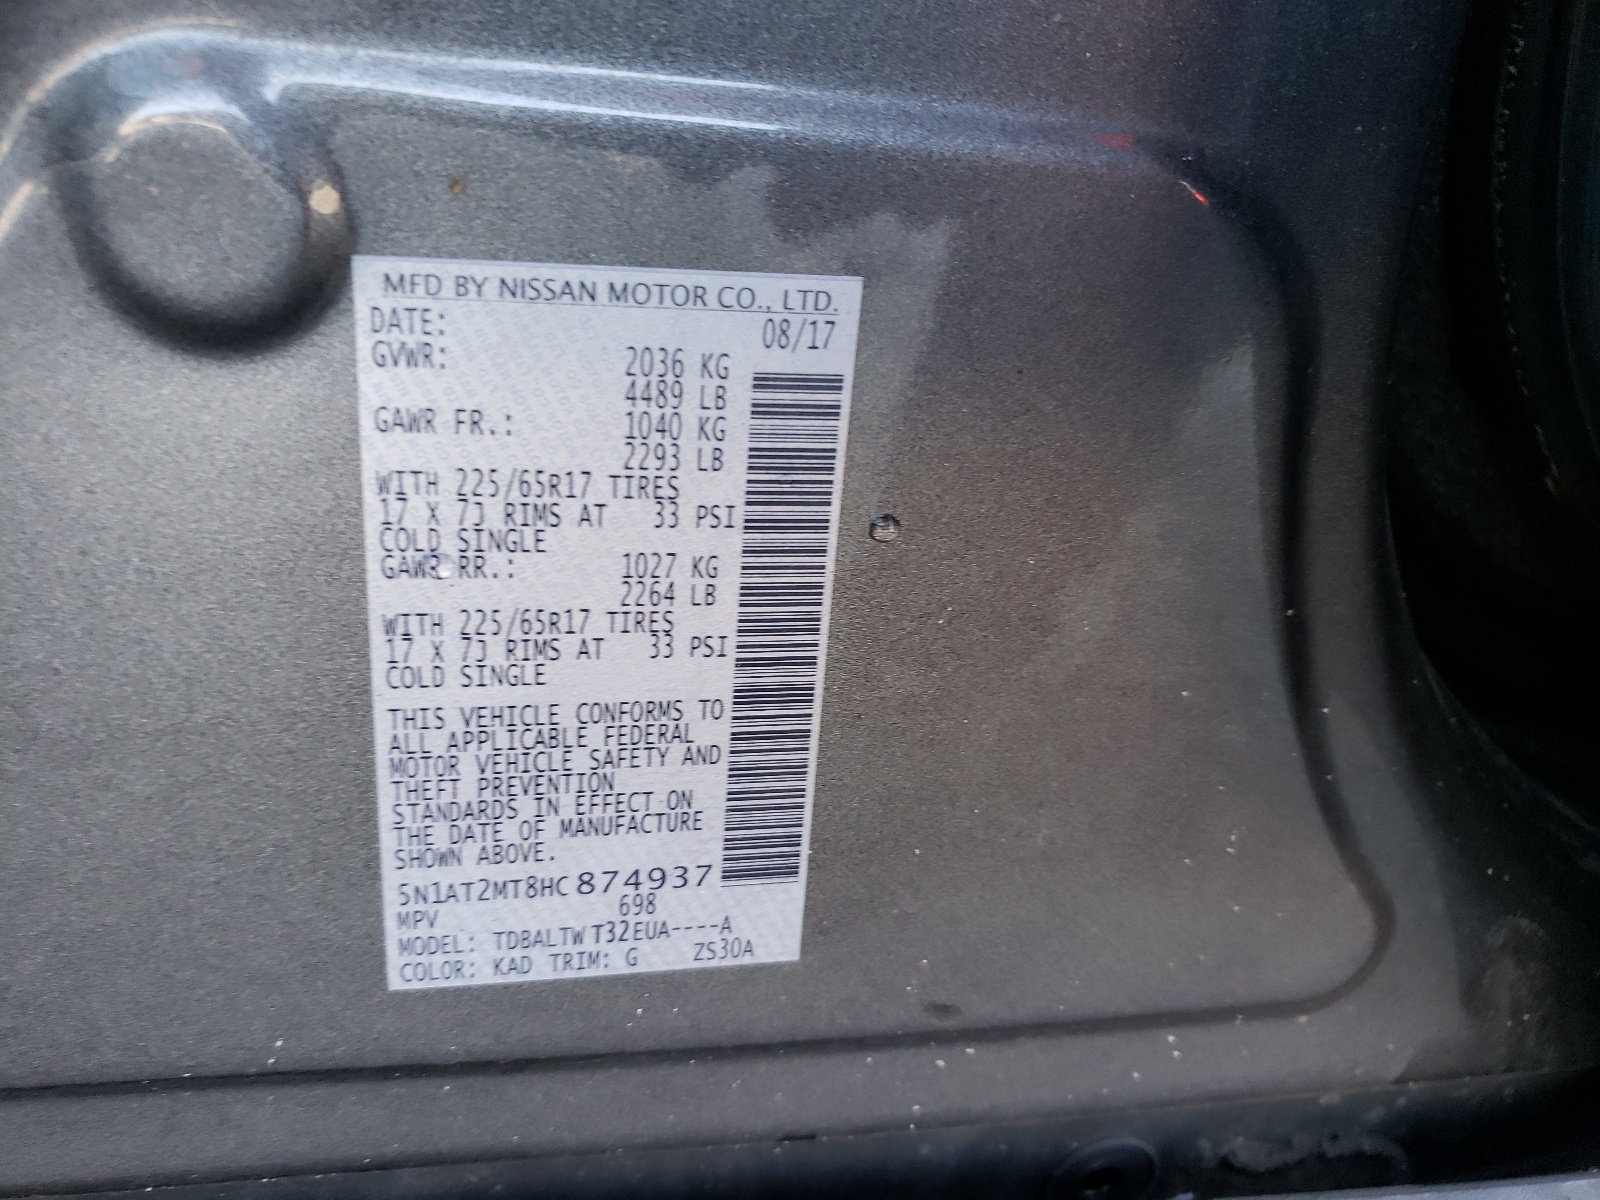 MFD BY NISSAN MOTOR CO., LTD.
DATE: 08/17
GVWR: 2036 KG
4489 LB
GAWR FR.: 1040 KG
2293 LB
WITH 225/65R17 TIRES
17 X 7J RIMS AT 33 PSI
COLD SINGLE
GAWR RR.: 1027 KG
2264 LB
WITH 225/65R17 TIRES
17 X 7J RIMS AT 33 PSI
COLD SINGLE
THIS VEHICLE CONFORMS TO
ALL APPLICABLE FEDERAL
MOTOR VEHICLE SAFETY AND
THEFT PREVENTION
STANDARDS IN EFFECT ON
THE DATE OF MANUFACTURE
SHOWN ABOVE.
5N1AT2MT8HC874937
MPV 698
MODEL: TDBALTWT32EUA----A
COLOR: KAD TRIM: G ZS30A